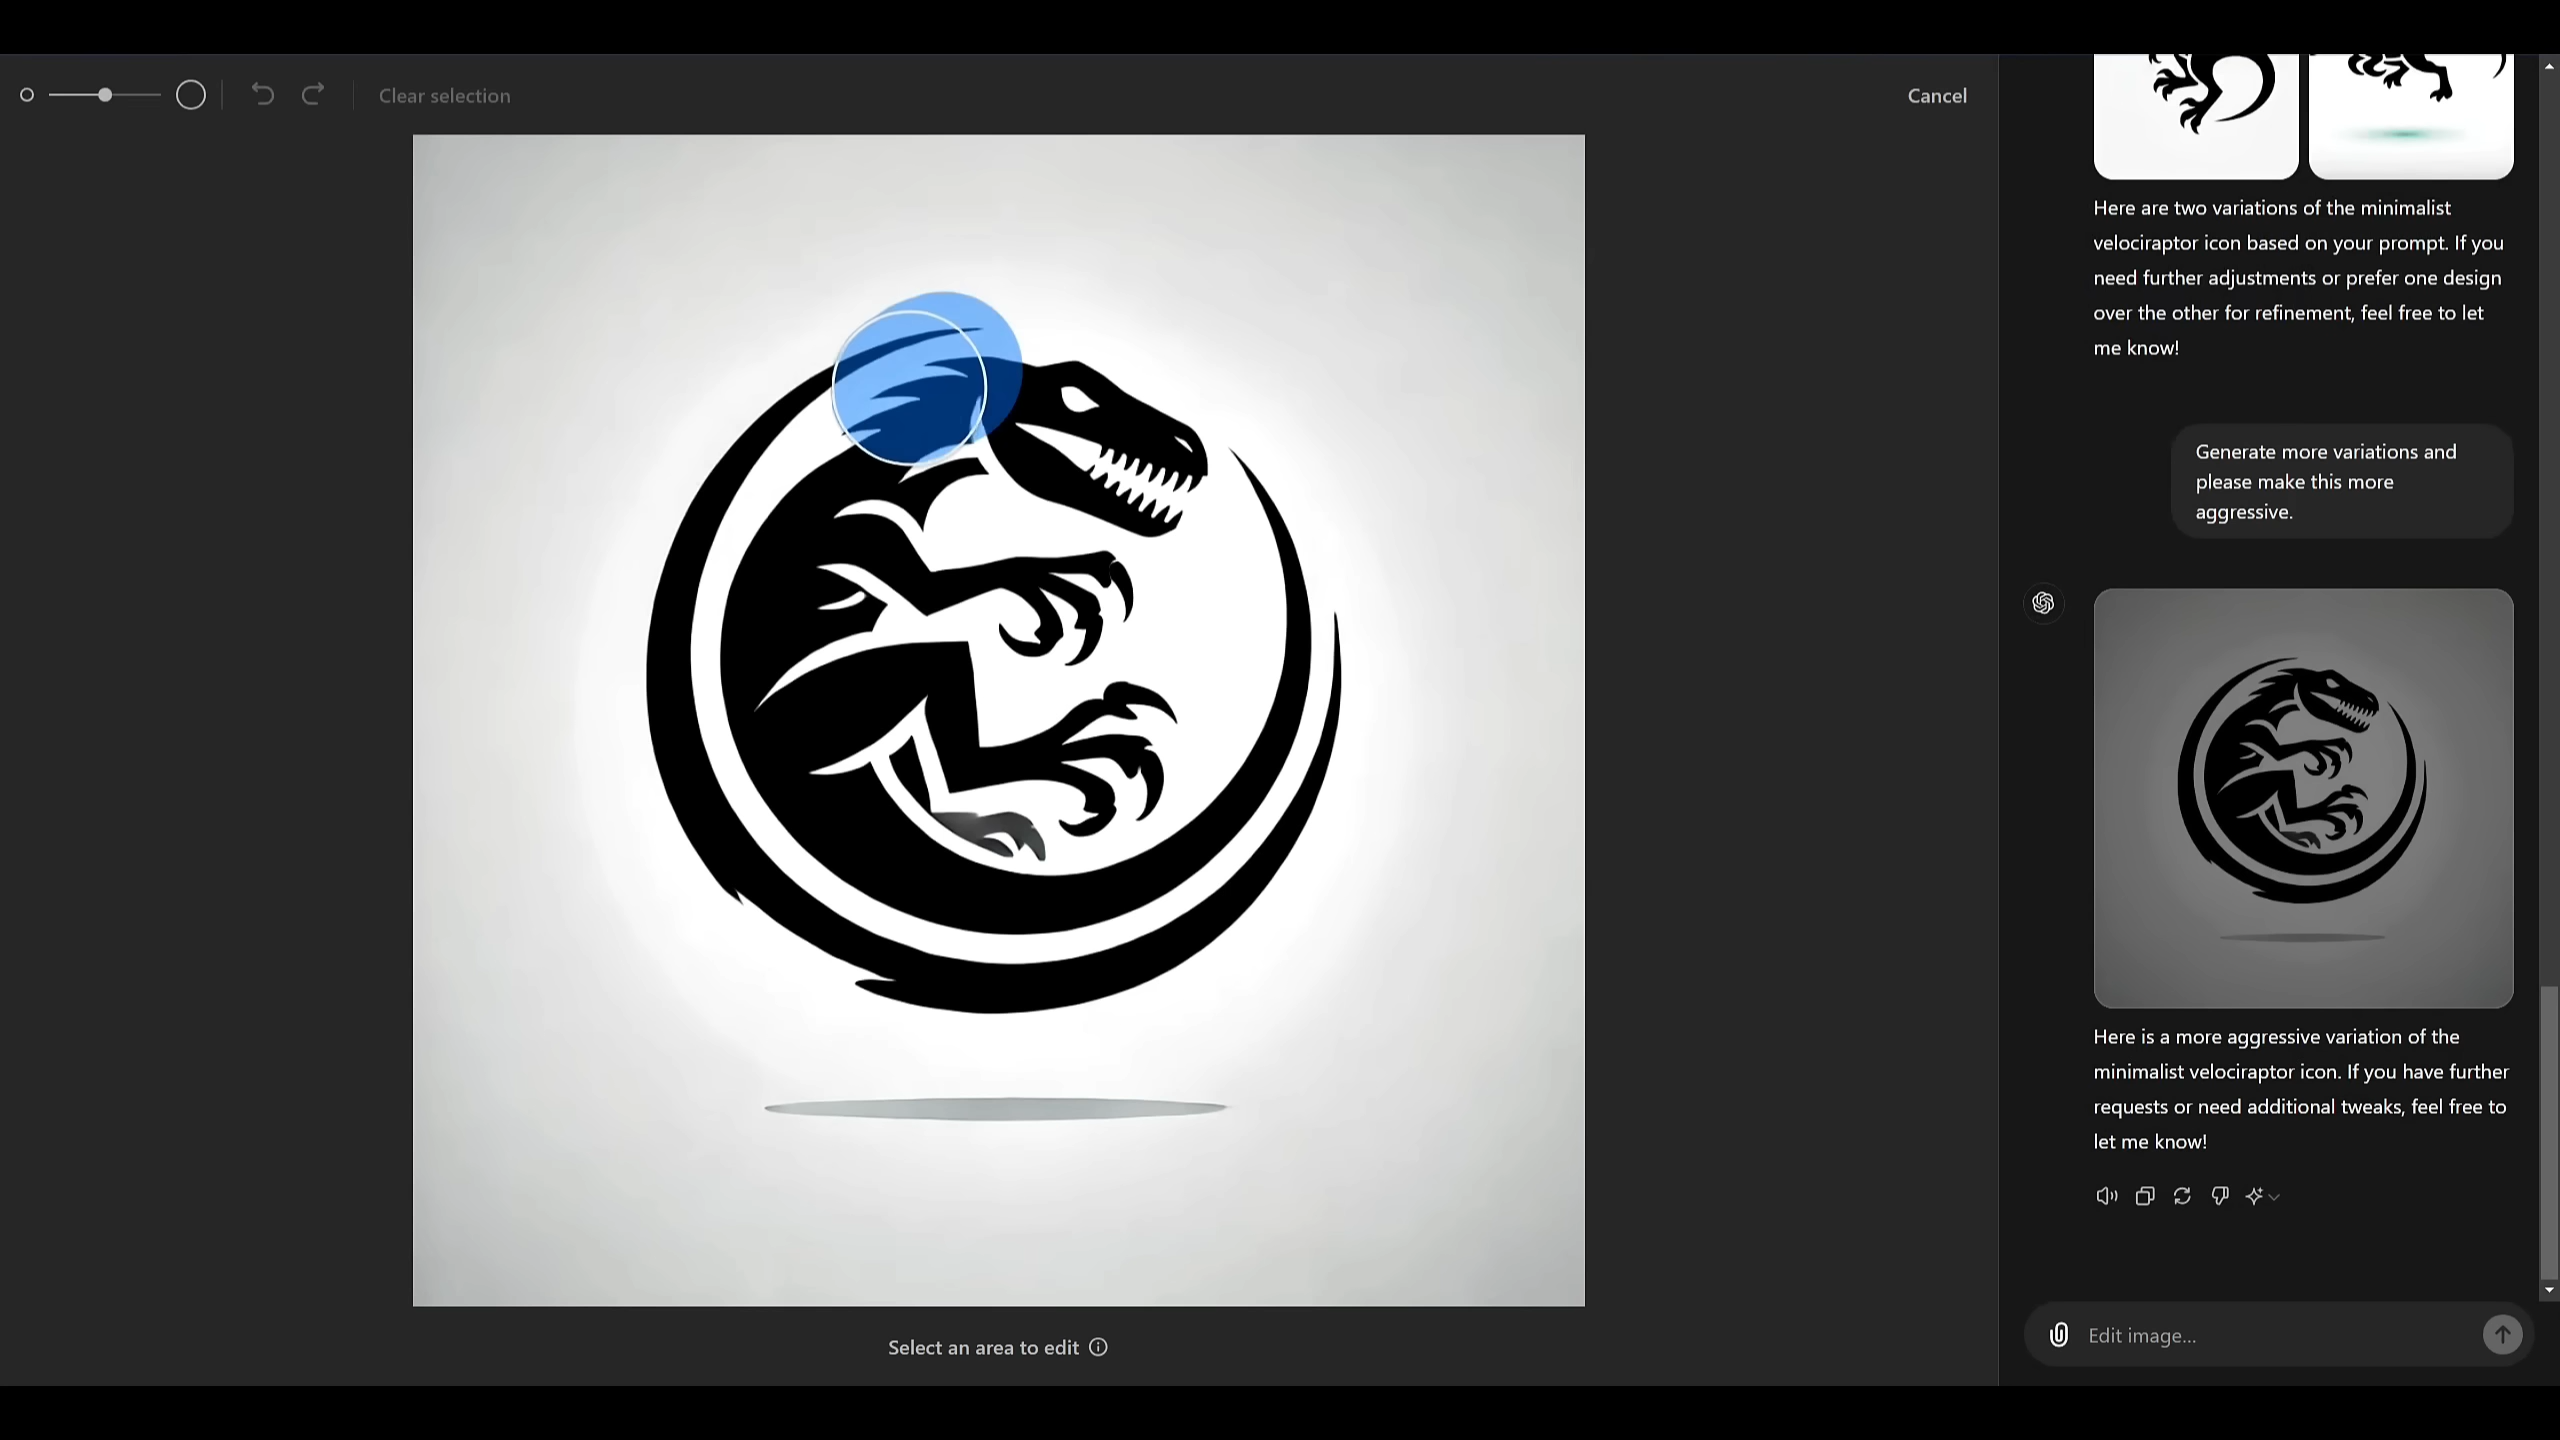 Clear selection
Cancel
Select an area to edit
Here are two variations of the minimalist
velociraptor icon based on your prompt. If you
need further adjustments or prefer one design
over the other for refinement, feel free to let
me know!
Generate more variations and
please make this more
aggressive.
Here is a more aggressive variation of the
minimalist velociraptor icon. If you have further
requests or need additional tweaks, feel free to
let me know!
Edit image...